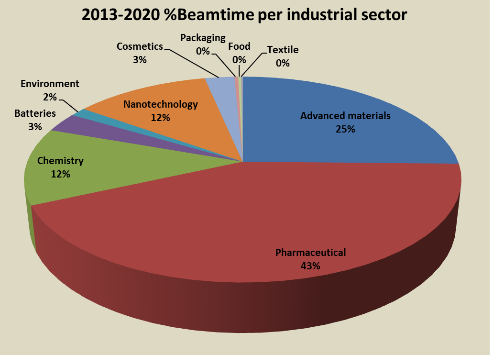 2013-2020 %Beamtime per industrial sector
Packaging
0%
Food
0%
Textile
0%
Cosmetics
3%
Environment
2%
Nanotechnology
12%
Batteries
3%
Advanced materials
25%
Chemistry
12%
Pharmaceutical
43%